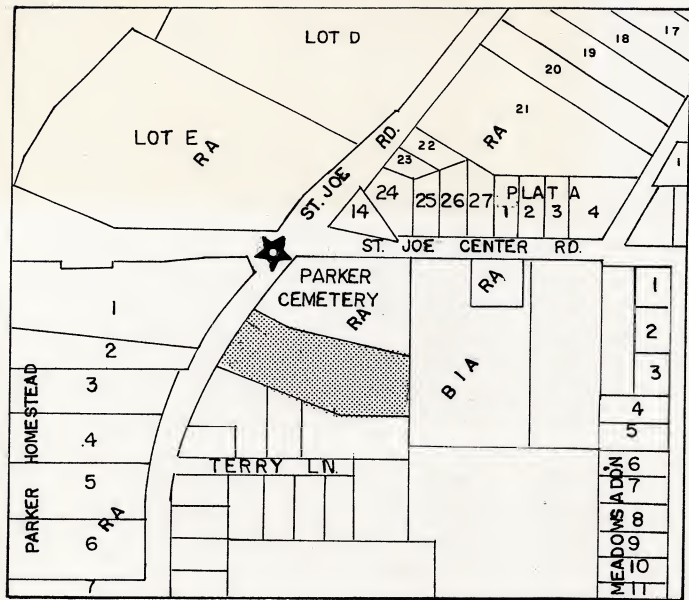 LOT D
17
18
19
20
21
LOT E
RA
ST. JOE RD.
RA
22
23
24
14
25
26
27
PLAT A
1
2
3
4
1
ST. JOE CENTER RD.
PARKER
CEMETERY
RA
RA
B1A
1
2
3
4
5
6
7
8
9
10
11
MEADOWS ADDN
1
2
3
4
5
6
7
PARKER HOMESTEAD
RA
TERRY LN.